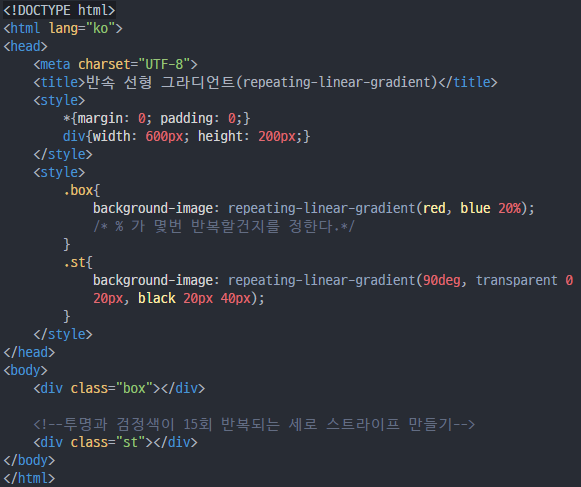 <!DOCTYPE html>
<html lang="ko">
<head>
    <meta charset="UTF-8">
    <title>반속 선형 그라디언트(repeating-linear-gradient)</title>
    <style>
        *{margin: 0; padding: 0;}
        div{width: 600px; height: 200px;}
    </style>
    <style>
        .box{
            background-image: repeating-linear-gradient(red, blue 20%);
            /* % 가 몇번 반복할건지를 정한다.*/
        }
        .st{
            background-image: repeating-linear-gradient(90deg, transparent 0
            20px, black 20px 40px);
        }
    </style>
</head>
<body>
    <div class="box"></div>
    <!--투명과 검정색이 15회 반복되는 세로 스트라이프 만들기-->
    <div class="st"></div>
</body>
</html>